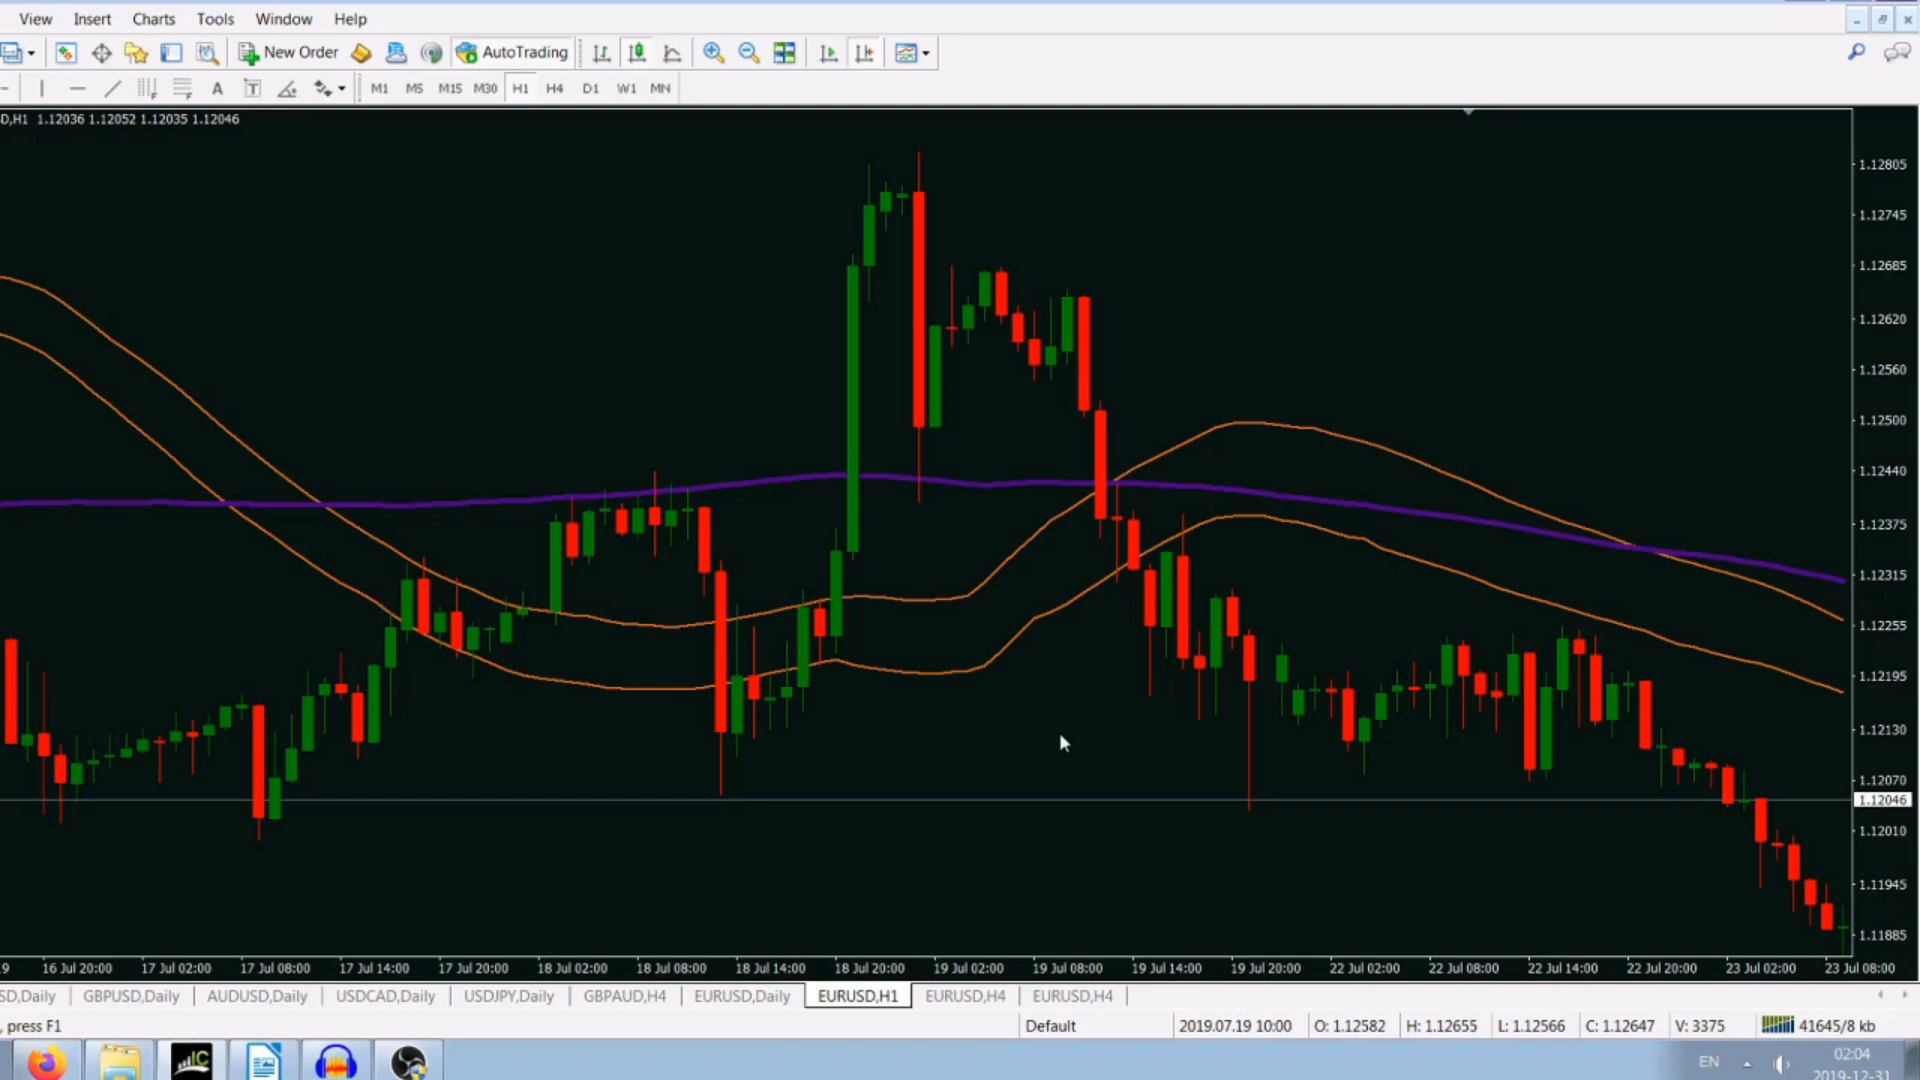 View Insert Charts Tools Window Help
New Order AutoTrading
A T M1 M5 M15 M30 H1 H4 D1 W1 MN
D,H1 1.12036 1.12052 1.12035 1.12046
1.12805
1.12745
1.12685
1.12620
1.12560
1.12500
1.12440
1.12375
1.12315
1.12255
1.12195
1.12130
1.12070
1.12046
1.12010
1.11945
1.11885
9 16 Jul 20:00 17 Jul 02:00 17 Jul 08:00 17 Jul 14:00 17 Jul 20:00 18 Jul 02:00 18 Jul 08:00 18 Jul 14:00 18 Jul 20:00 19 Jul 02:00 19 Jul 08:00 19 Jul 14:00 19 Jul 20:00 22 Jul 02:00 22 Jul 08:00 22 Jul 14:00 22 Jul 20:00 23 Jul 02:00 23 Jul 08:00
SD,Daily GBPUSD,Daily AUDUSD,Daily USDCAD,Daily USDJPY,Daily GBPAUD,H4 EURUSD,Daily EURUSD,H1 EURUSD,H4 EURUSD,H4
, press F1 Default 2019.07.19 10:00 O: 1.12582 H: 1.12655 L: 1.12566 C: 1.12647 V: 3375 41645/8 kb
IC EN 02:04
2019-12-31